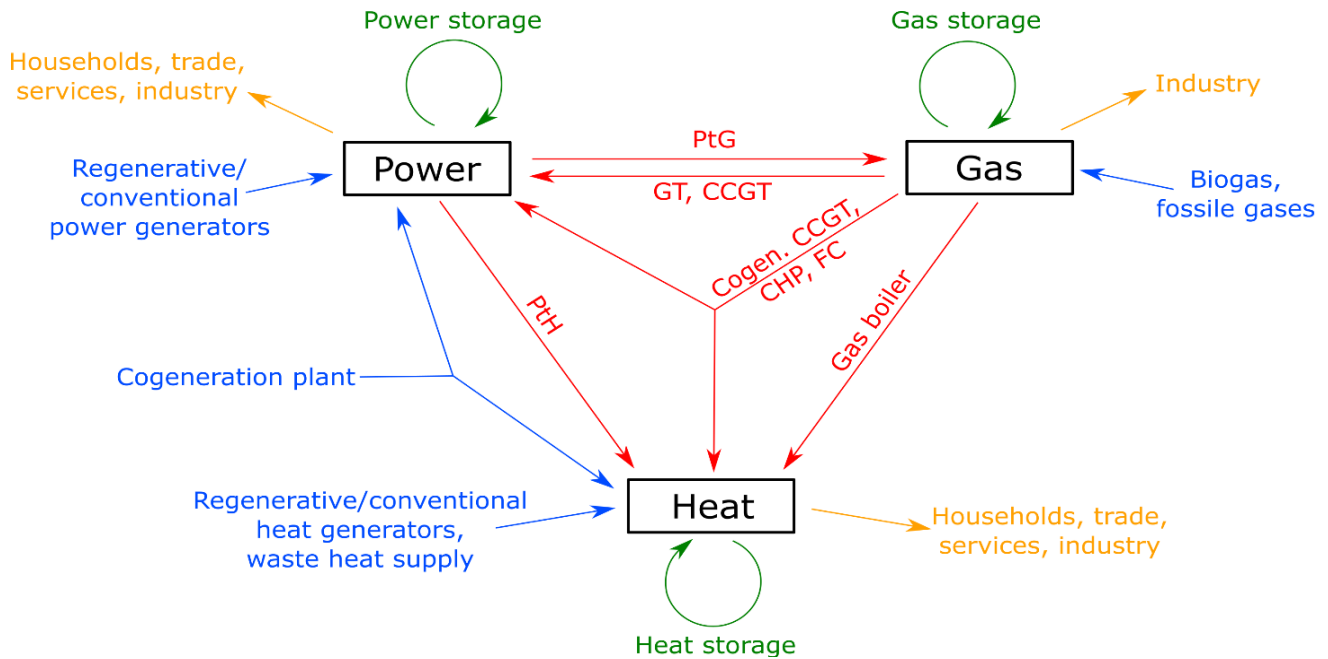 Power storage
Gas storage
Households, trade,
services, industry
Industry
PtG
Power
Gas
GT, CCGT
Regenerative/
conventional
power generators
Biogas,
fossile gases
Cogen. CCGT,
CHP, FC
PtH
Gas boiler
Cogeneration plant
Regenerative/conventional
heat generators,
waste heat supply
Heat
Households, trade,
services, industry
Heat storage